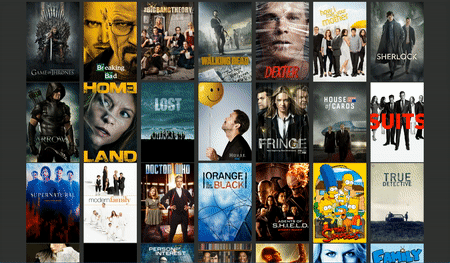 GAME OF THRONES
Breaking
Bad
THE BIG BANG THEORY
THE WALKING DEAD
DEXTER
how i met your mother
SHERLOCK
ARROW
HOME
LAND
LOST
HOUSE
FRINGE
HOUSE of CARDS
SUITS
SUPERNATURAL
modern family
DOCTOR WHO
ORANGE
IS THE
BLACK
AGENTS OF
S.H.I.E.L.D.
THE SIMPSONS
TRUE
DETECTIVE
PERSON OF
INTEREST
FAMILY